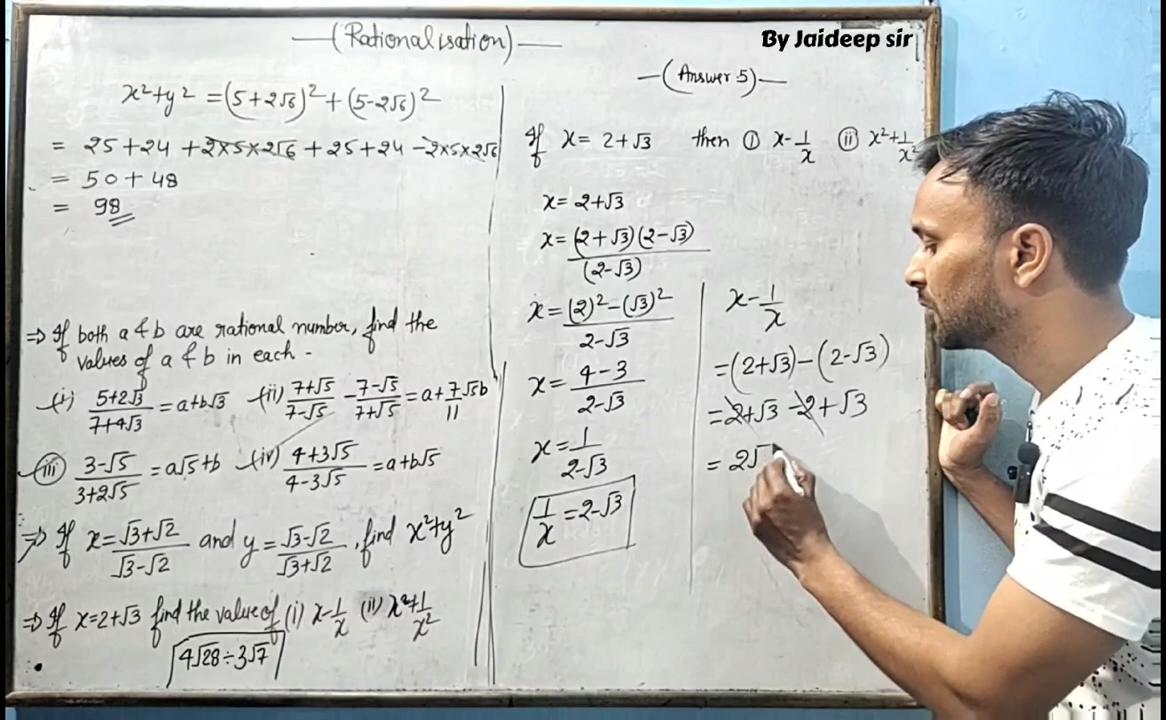 (Rationalisation)
By Jaideep sir
x²+y² = (5+2√6)² + (5-2√6)²
= 25+24 +2×5×2√6 + 25+24 -2×5×2√6
= 50 + 48
= 98
⇒ If both a & b are rational number, find the
values of a & b in each -
(i) (5+2√3)/(7+4√3) = a+b√3 (ii) (7+√5)/(7-√5) - (7-√5)/(7+√5) = a+7/11√5b
(iii) (3-√5)/(3+2√5) = a√5+b (iv) (4+3√5)/(4-3√5) = a+b√5
⇒ If x = (√3+√2)/(√3-√2) and y = (√3-√2)/(√3+√2), find x²+y²
⇒ If x=2+√3 find the value of (i) x-1/x (ii) x²+1/x²
4√28÷3√7
(Answer 5)
If x = 2+√3 then (i) x-1/x (ii) x²+1/x²
x = 2+√3
x = (2+√3)(2-√3)/(2-√3)
x = ((2)²-(√3)²)/(2-√3)
x = (4-3)/(2-√3)
x = 1/(2-√3)
1/x = 2-√3
x-1/x
= (2+√3)-(2-√3)
= 2+√3-2+√3
= 2√